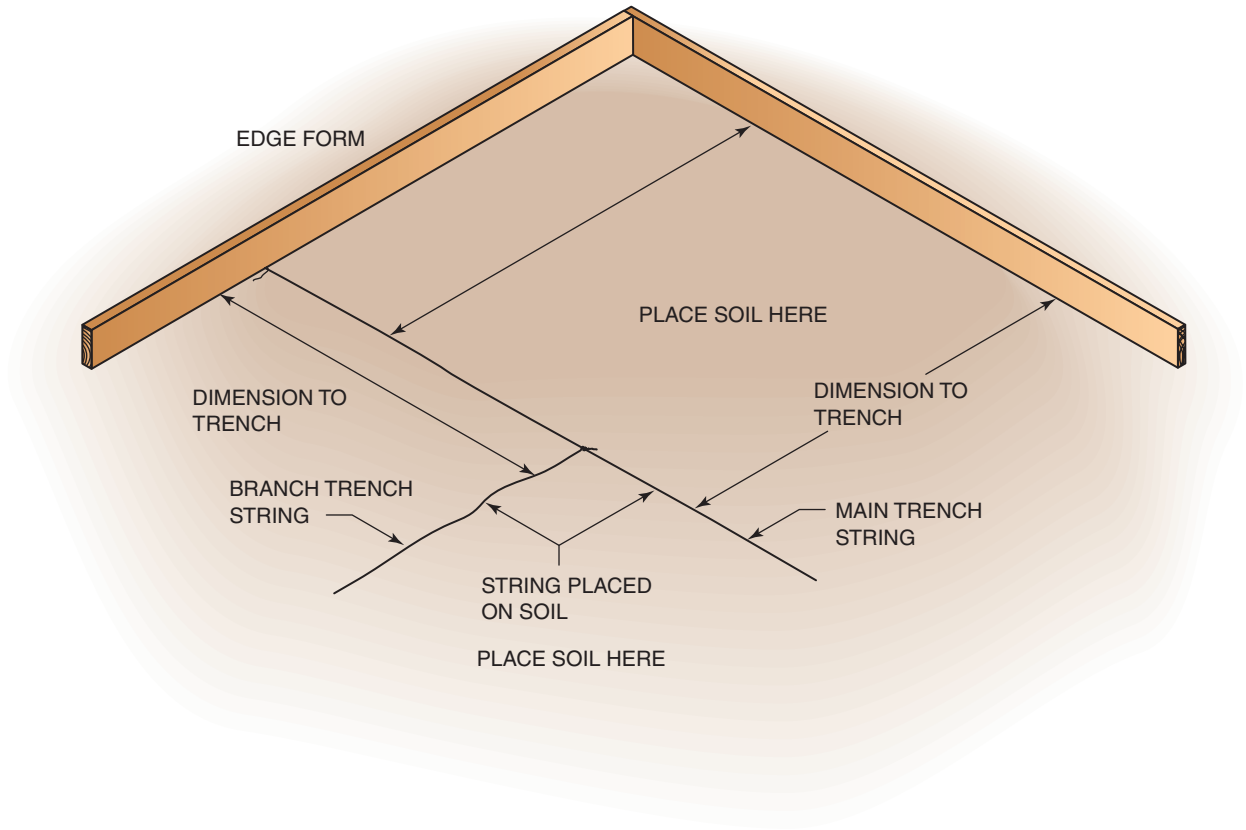 EDGE FORM
PLACE SOIL HERE
DIMENSION TO
TRENCH
DIMENSION TO
TRENCH
BRANCH TRENCH
STRING
MAIN TRENCH
STRING
STRING PLACED
ON SOIL
PLACE SOIL HERE